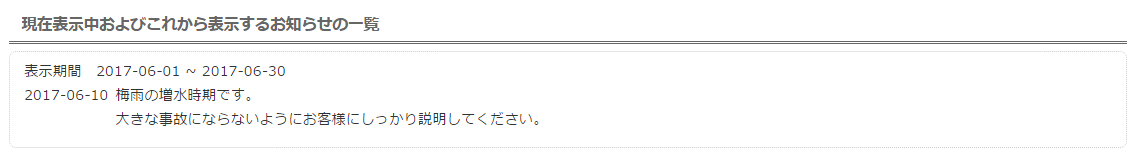 現在表示中およびこれから表示するお知らせの一覧
表示期間　2017-06-01 ~ 2017-06-30
2017-06-10 梅雨の増水時期です。
大きな事故にならないようにお客様にしっかり説明してください。